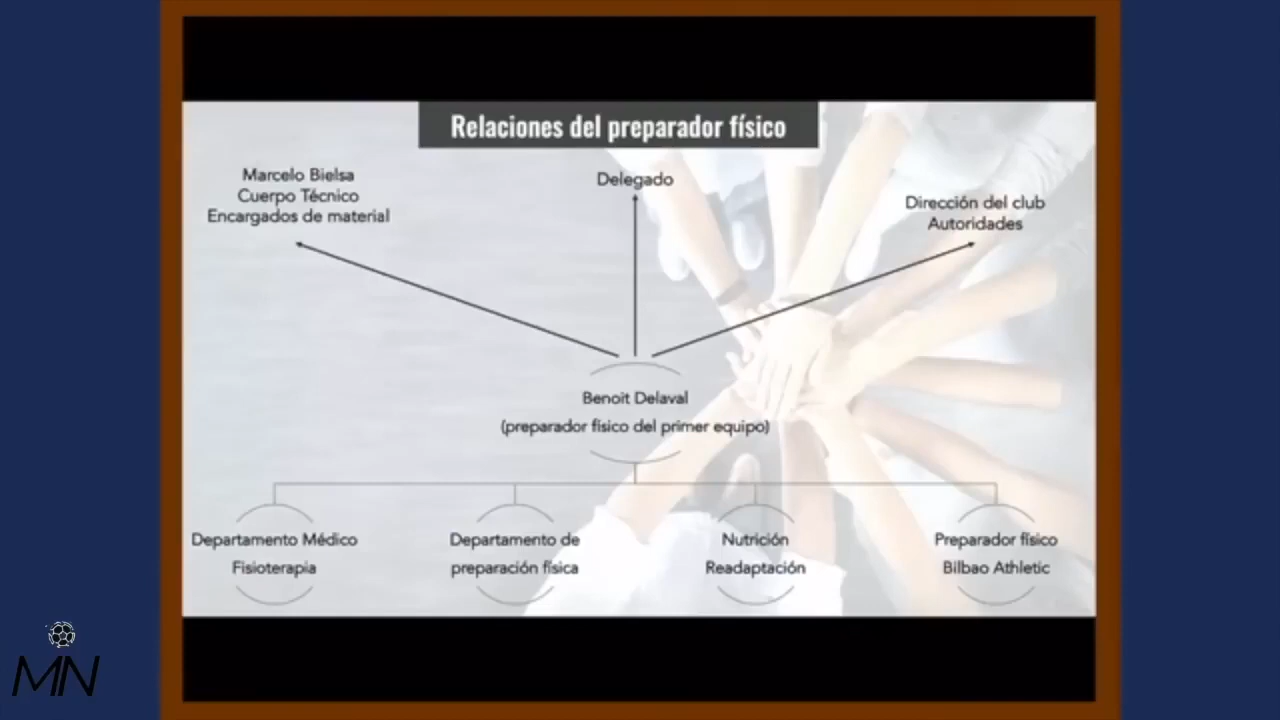 Relaciones del preparador físico
Marcelo Bielsa
Cuerpo Técnico
Encargados de material
Delegado
Dirección del club
Autoridades
Benoit Delaval
(preparador físico del primer equipo)
Departamento Médico
Fisioterapia
Departamento de
preparación física
Nutrición
Readaptación
Preparador físico
Bilbao Athletic
MN